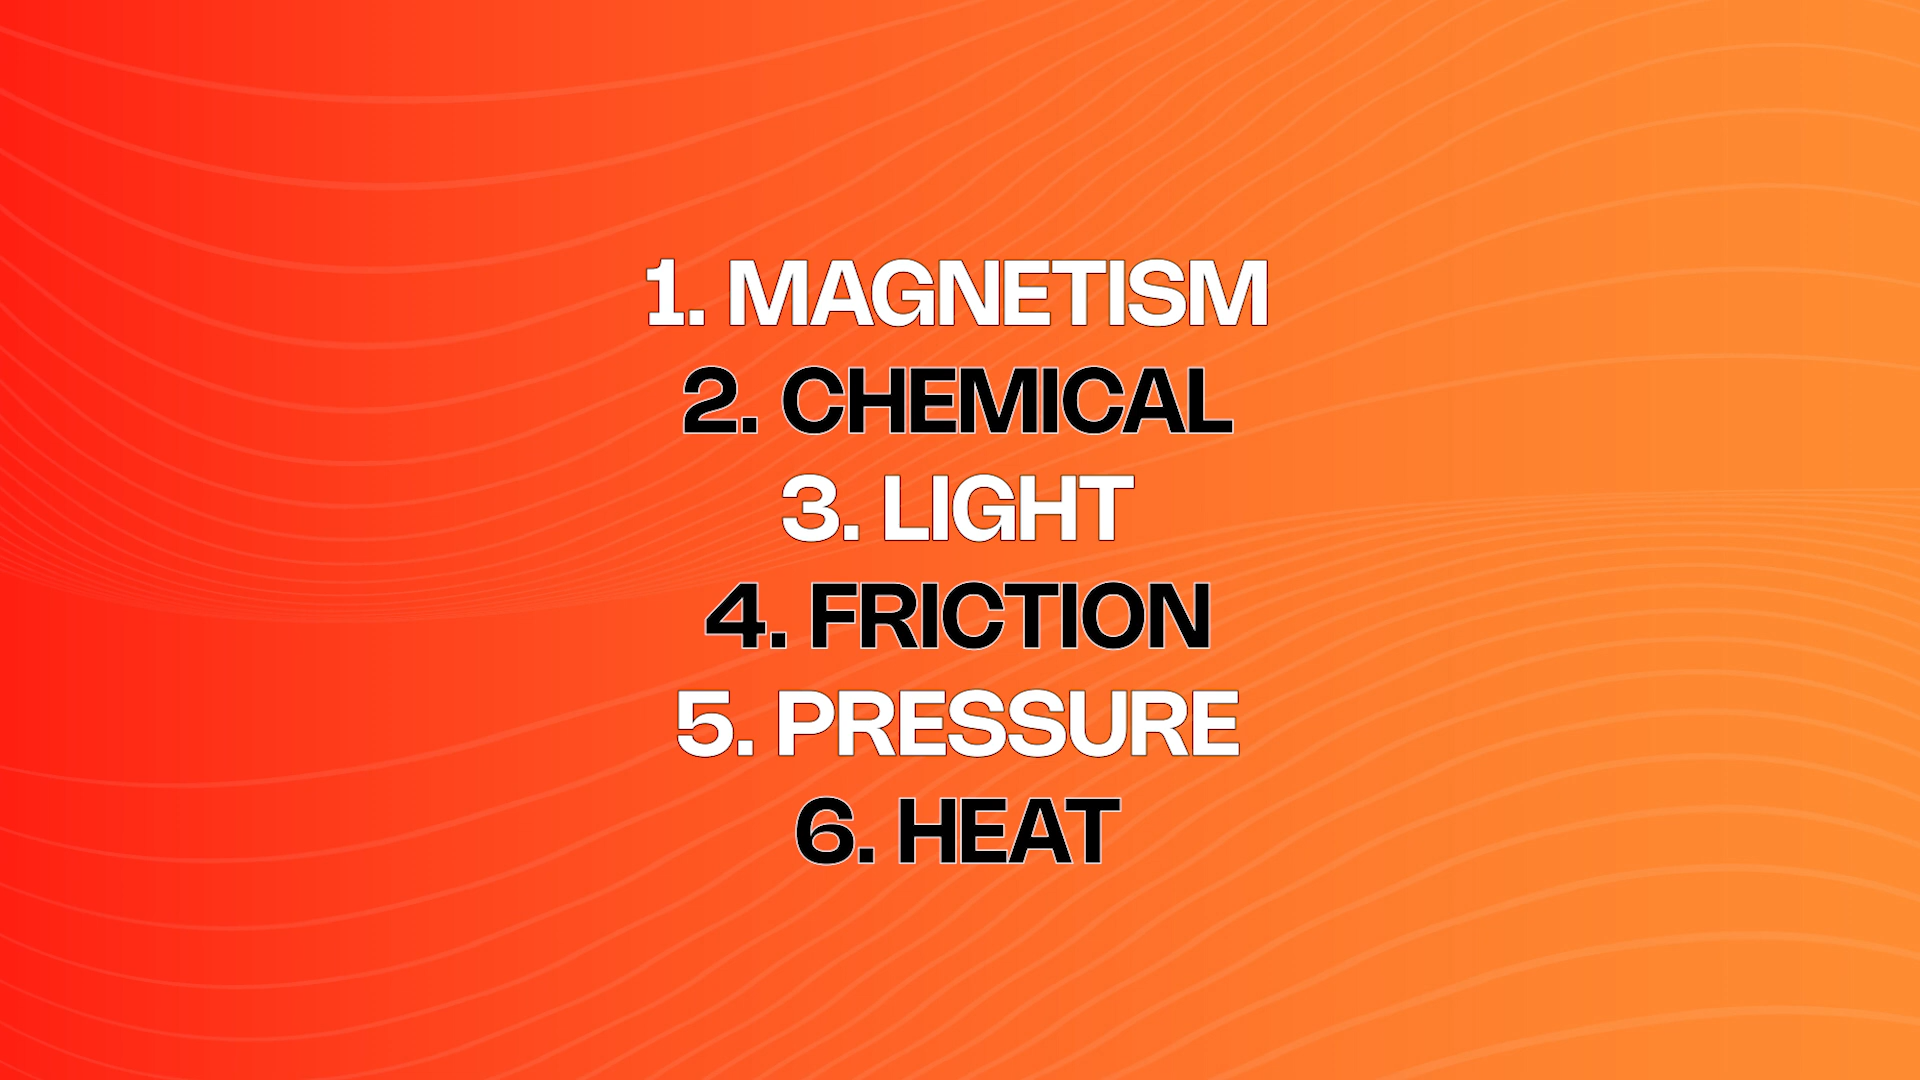 1. MAGNETISM
2. CHEMICAL
3. LIGHT
4. FRICTION
5. PRESSURE
6. HEAT